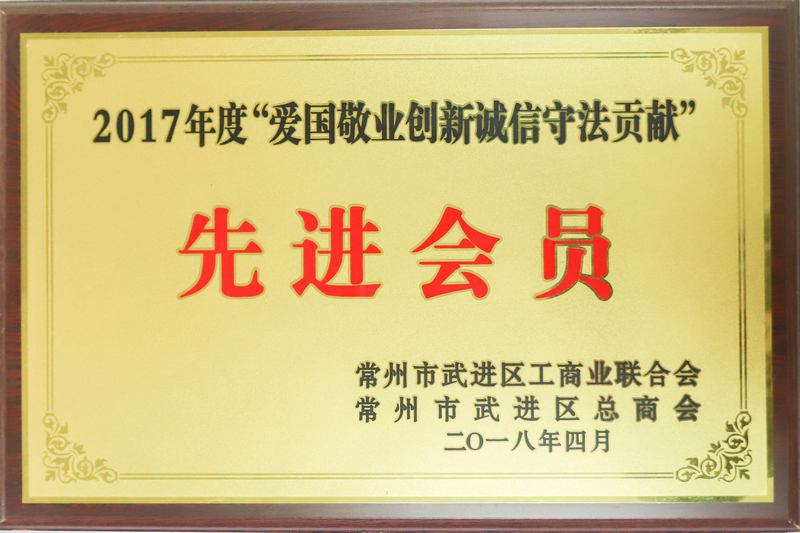 2017年度“爱国敬业创新诚信守法贡献”
先进会员
常州市武进区工商业联合会
常州市武进区总商会
二〇一八年四月